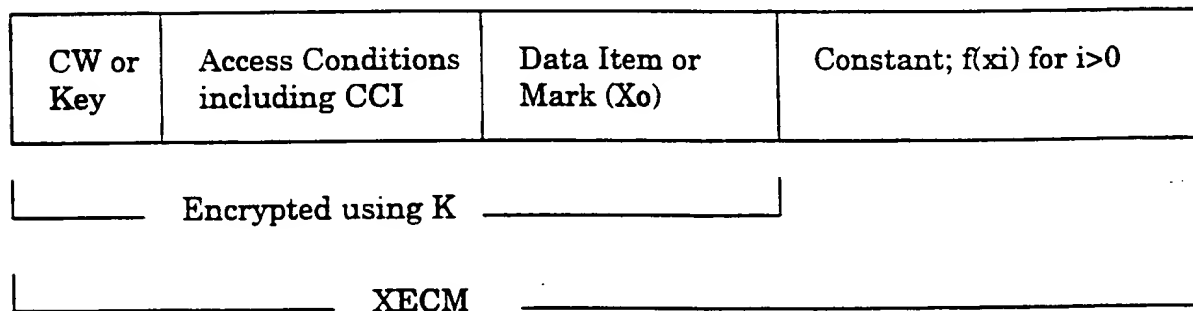 CW or
Key
Access Conditions
including CCI
Data Item or
Mark (Xo)
Constant; f(xi) for i>0
Encrypted using K
XECM